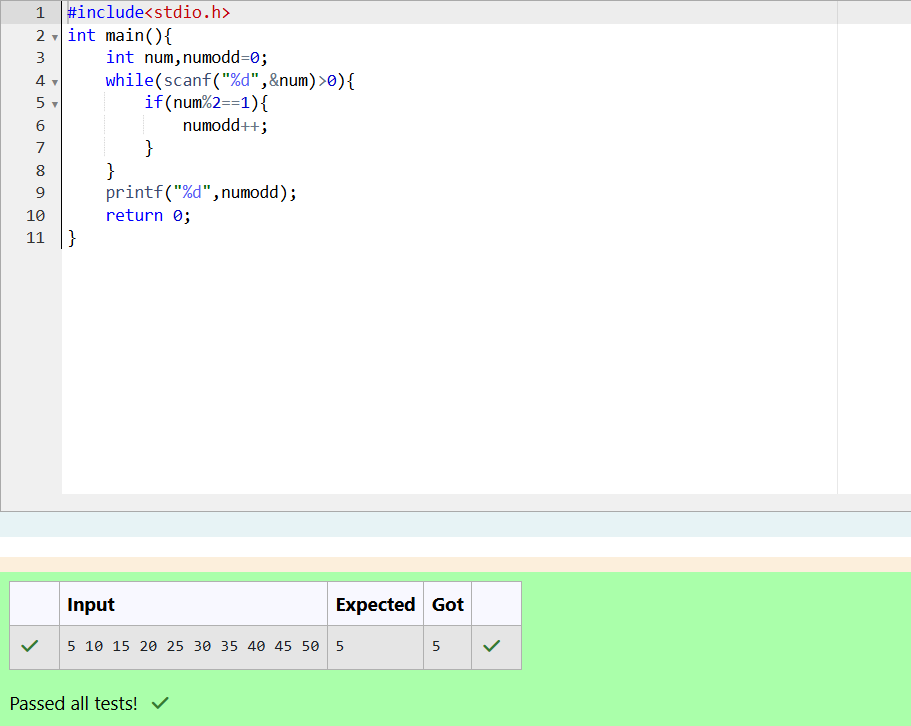 1 #include<stdio.h>
2 int main(){
3     int num,numodd=0;
4     while(scanf("%d",&num)>0){
5         if(num%2==1){
6             numodd++;
7         }
8     }
9     printf("%d",numodd);
10     return 0;
11 }
Input Expected Got
5 10 15 20 25 30 35 40 45 50 5 5
Passed all tests!